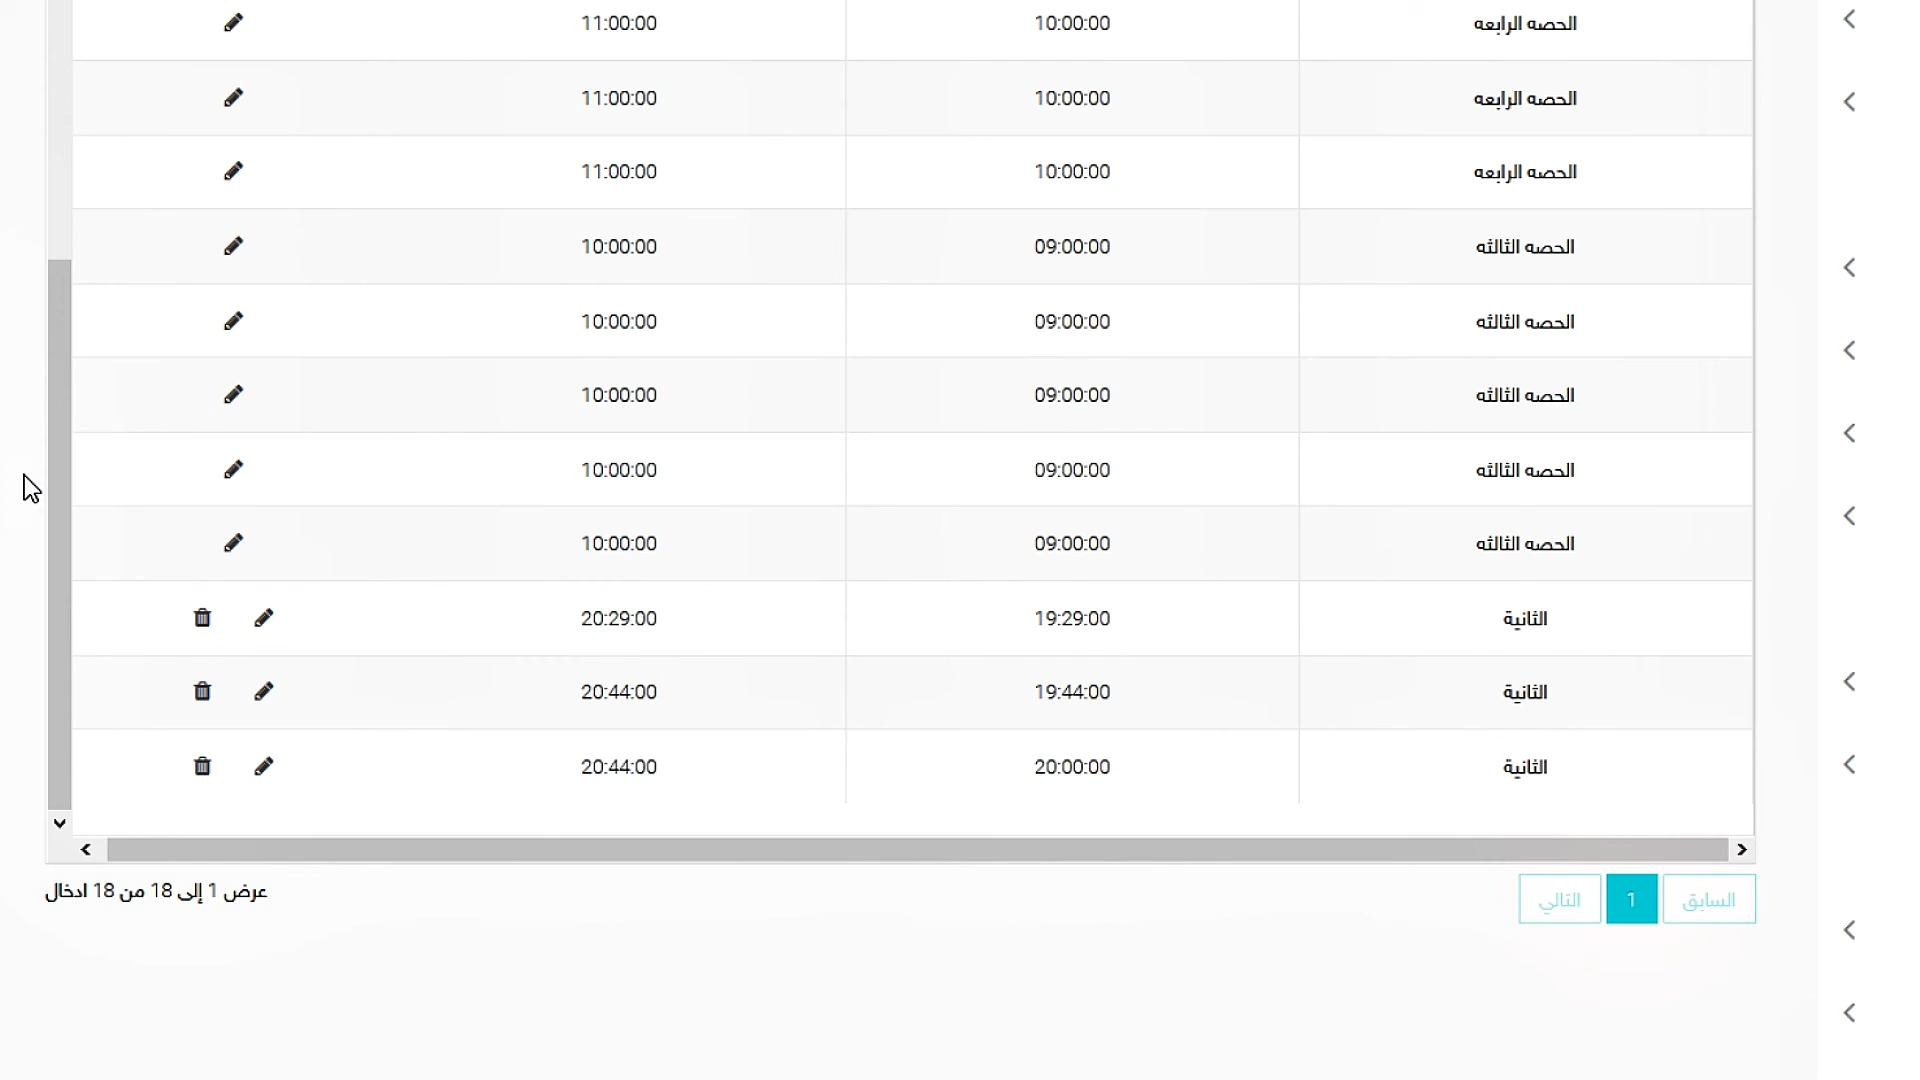 الحصه الرابعه 10:00:00 11:00:00
الحصه الرابعه 10:00:00 11:00:00
الحصه الرابعه 10:00:00 11:00:00
الحصه الثالثه 09:00:00 10:00:00
الحصه الثالثه 09:00:00 10:00:00
الحصه الثالثه 09:00:00 10:00:00
الحصه الثالثه 09:00:00 10:00:00
الحصه الثالثه 09:00:00 10:00:00
الثانية 19:29:00 20:29:00
الثانية 19:44:00 20:44:00
الثانية 20:00:00 20:44:00
السابق 1 التالي
عرض 1 إلى 18 من 18 ادخال